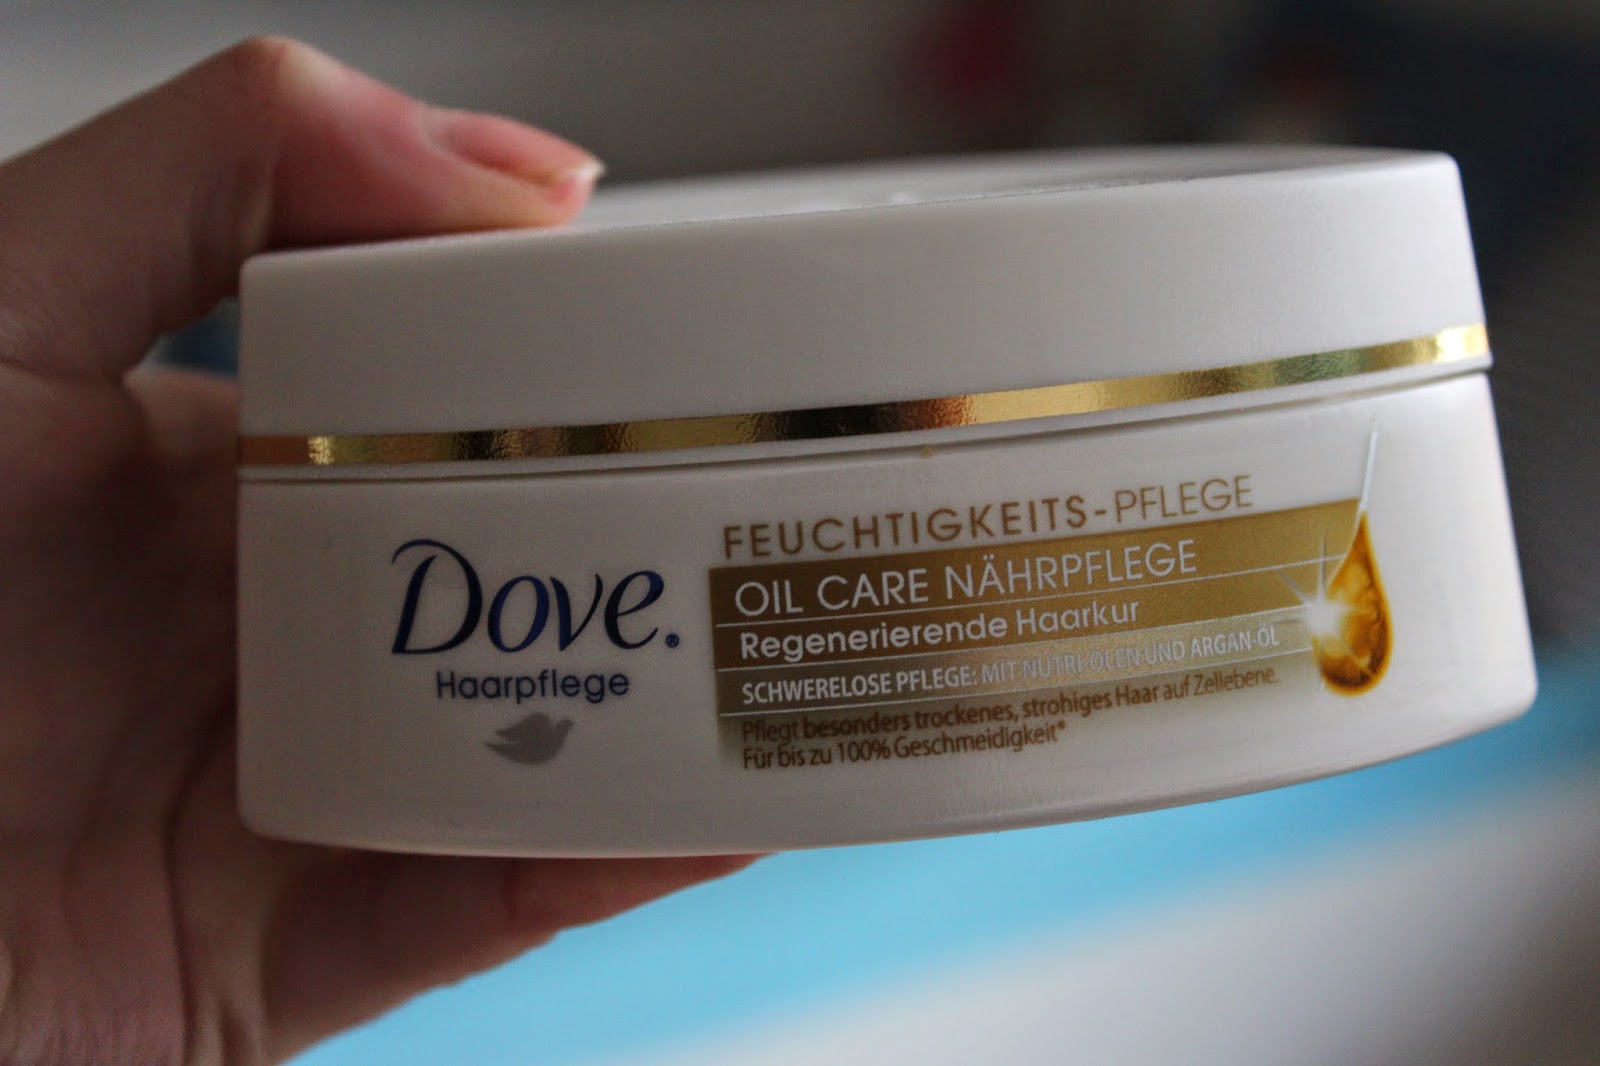 Dove.
Haarpflege
FEUCHTIGKEITS-PFLEGE
OIL CARE NÄHRPFLEGE
Regenerierende Haarkur
SCHWERELOSE PFLEGE: MIT NUTRI-ÖLEN UND ARGAN-ÖL
Pflegt besonders trockenes, strohiges Haar auf Zellebene.
Für bis zu 100% Geschmeidigkeit*